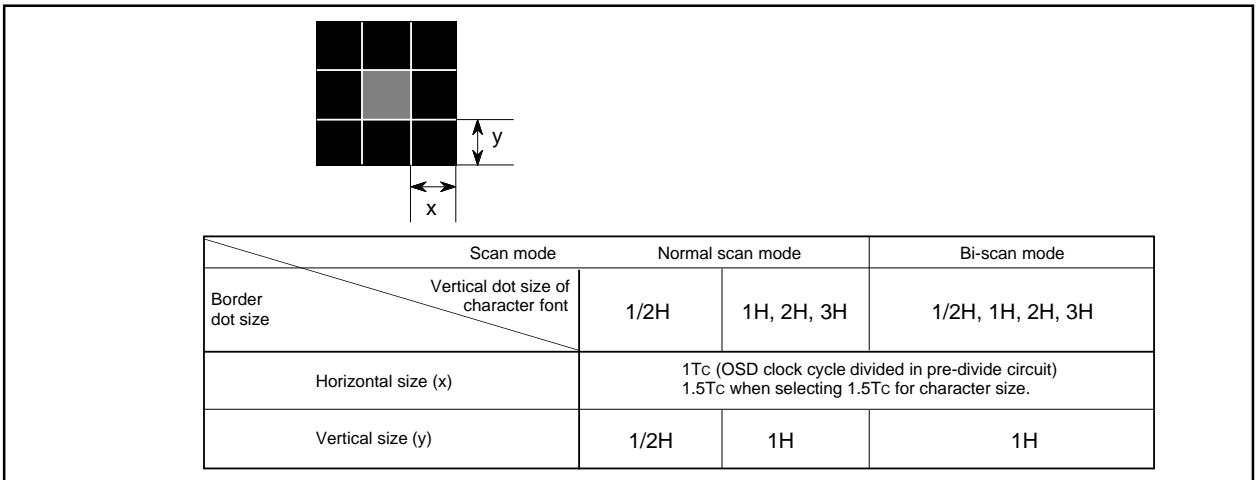 y
x
Scan mode Normal scan mode Bi-scan mode
Vertical dot size of
character font
Border
dot size
1/2H 1H, 2H, 3H 1/2H, 1H, 2H, 3H
Horizontal size (x)
1TC (OSD clock cycle divided in pre-divide circuit)
1.5TC when selecting 1.5TC for character size.
Vertical size (y) 1/2H 1H 1H